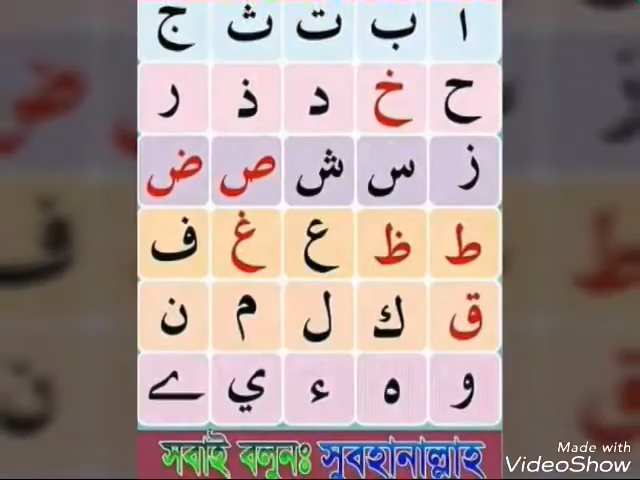 ا ب ت ث ج
ح خ د ذ ر
ز س ش ص ض
ط ظ ع غ ف
ق ك ل م ن
و ه ء ي ے
সবাই বলুনঃ সুবহানাল্লাহ
Made with
VideoShow